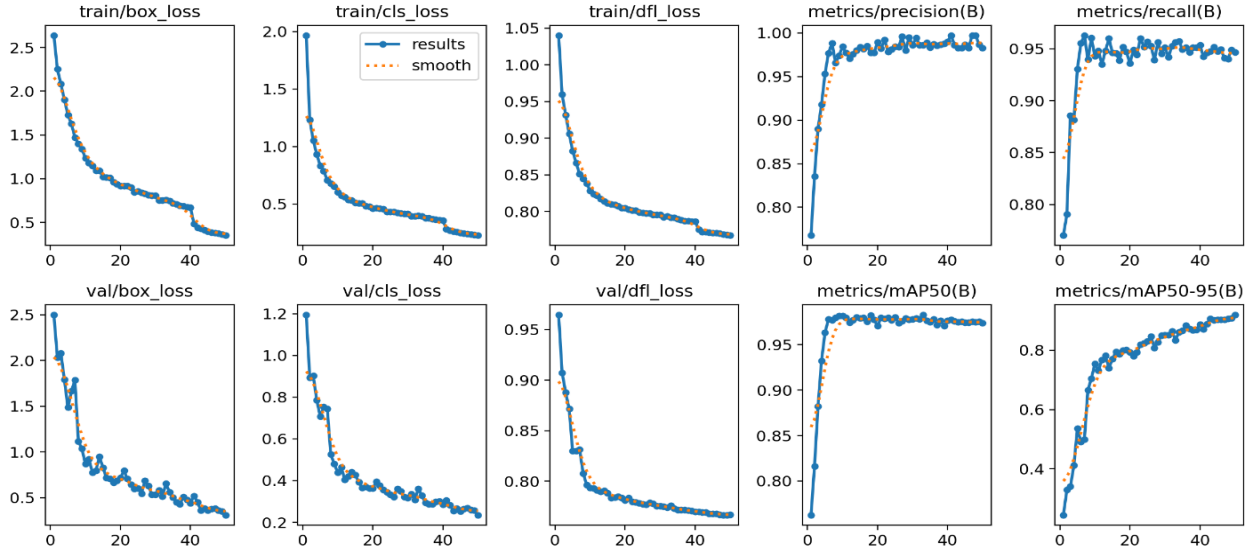 train/box_loss
2.5
2.0
1.5
1.0
0.5
0 20 40
train/cls_loss
results
smooth
2.0
1.5
1.0
0.5
0 20 40
train/dfl_loss
1.05
1.00
0.95
0.90
0.85
0.80
0 20 40
metrics/precision(B)
1.00
0.95
0.90
0.85
0.80
0 20 40
metrics/recall(B)
0.95
0.90
0.85
0.80
0 20 40
val/box_loss
2.5
2.0
1.5
1.0
0.5
0 20 40
val/cls_loss
1.2
1.0
0.8
0.6
0.4
0.2
0 20 40
val/dfl_loss
0.95
0.90
0.85
0.80
0 20 40
metrics/mAP50(B)
0.95
0.90
0.85
0.80
0 20 40
metrics/mAP50-95(B)
0.8
0.6
0.4
0 20 40